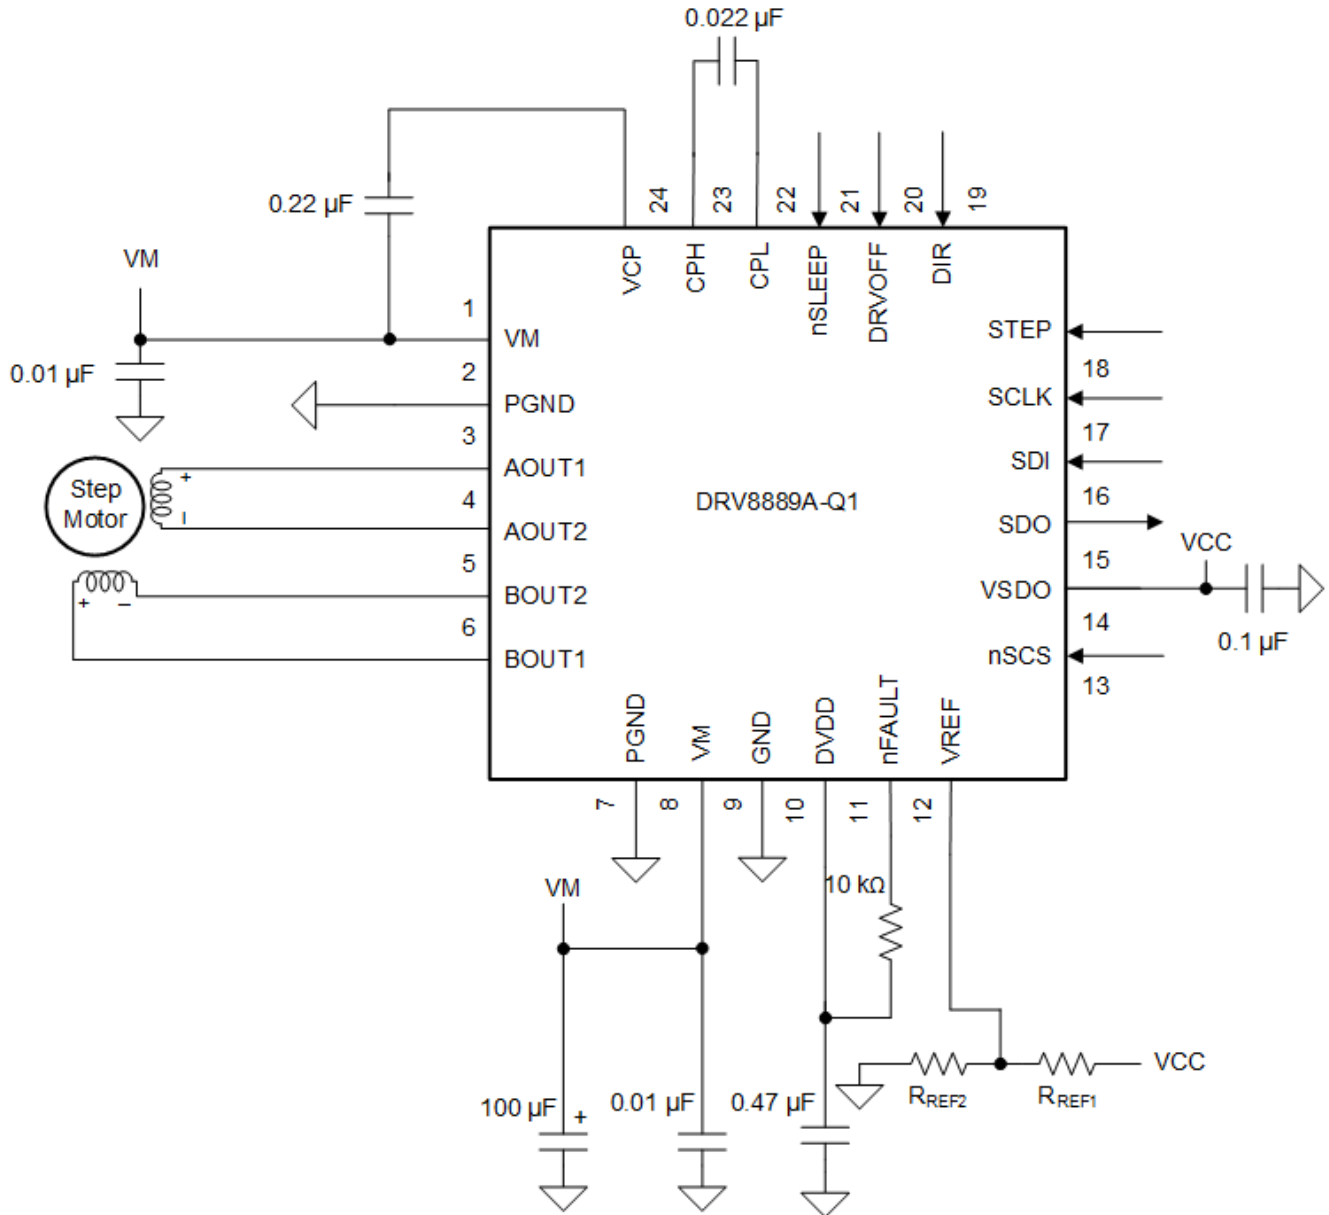 0.022 µF
0.22 µF
24
23
22
21
20
19
VCP
CPH
CPL
nSLEEP
DRVOFF
DIR
VM
1
VM
STEP
0.01 µF
2
18
PGND
SCLK
3
17
AOUT1
SDI
Step
Motor
+
–
4
DRV8889A-Q1
16
AOUT2
SDO
VCC
5
15
BOUT2
VSDO
+
–
6
14
0.1 µF
BOUT1
nSCS
13
PGND
VM
GND
DVDD
nFAULT
VREF
7
8
9
10
11
12
VM
10 kΩ
VCC
RREF2
RREF1
100 µF
+
0.01 µF
0.47 µF